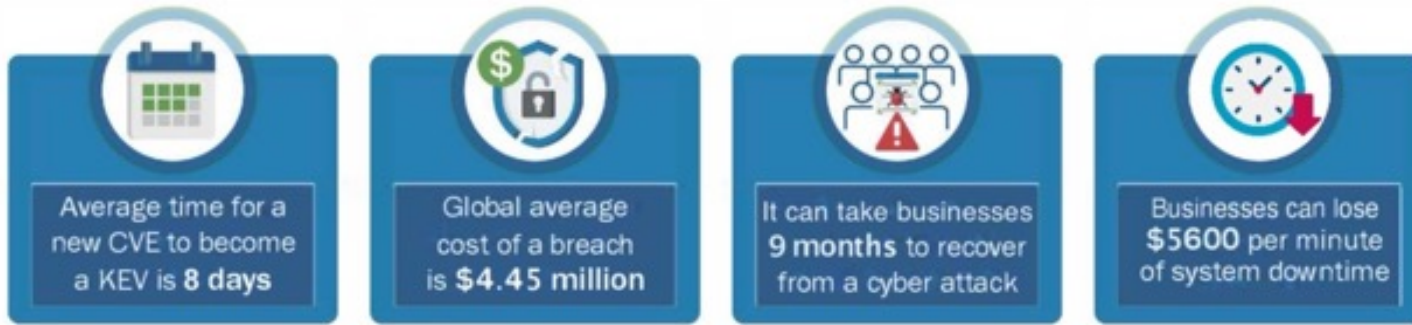 $
Average time for a
new CVE to become
a KEV is 8 days
Global average
cost of a breach
is $4.45 million
It can take businesses
9 months to recover
from a cyber attack
Businesses can lose
$5600 per minute
of system downtime